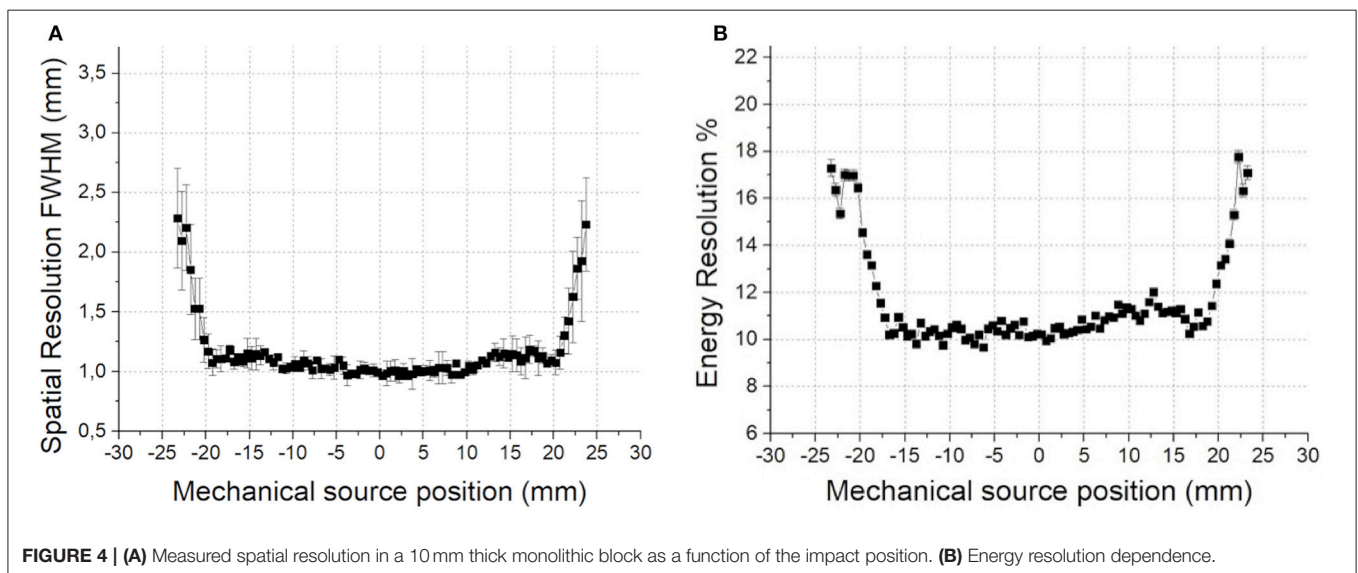 A
3,5
3,0
2,5
2,0
1,5
1,0
0,5
Spatial Resolution FWHM (mm)
-30 -25 -20 -15 -10 -5 0 5 10 15 20 25 30
Mechanical source position (mm)
B
22
20
18
16
14
12
10
8
6
Energy Resolution %
-30 -25 -20 -15 -10 -5 0 5 10 15 20 25 30
Mechanical source position (mm)
FIGURE 4 | (A) Measured spatial resolution in a 10 mm thick monolithic block as a function of the impact position. (B) Energy resolution dependence.